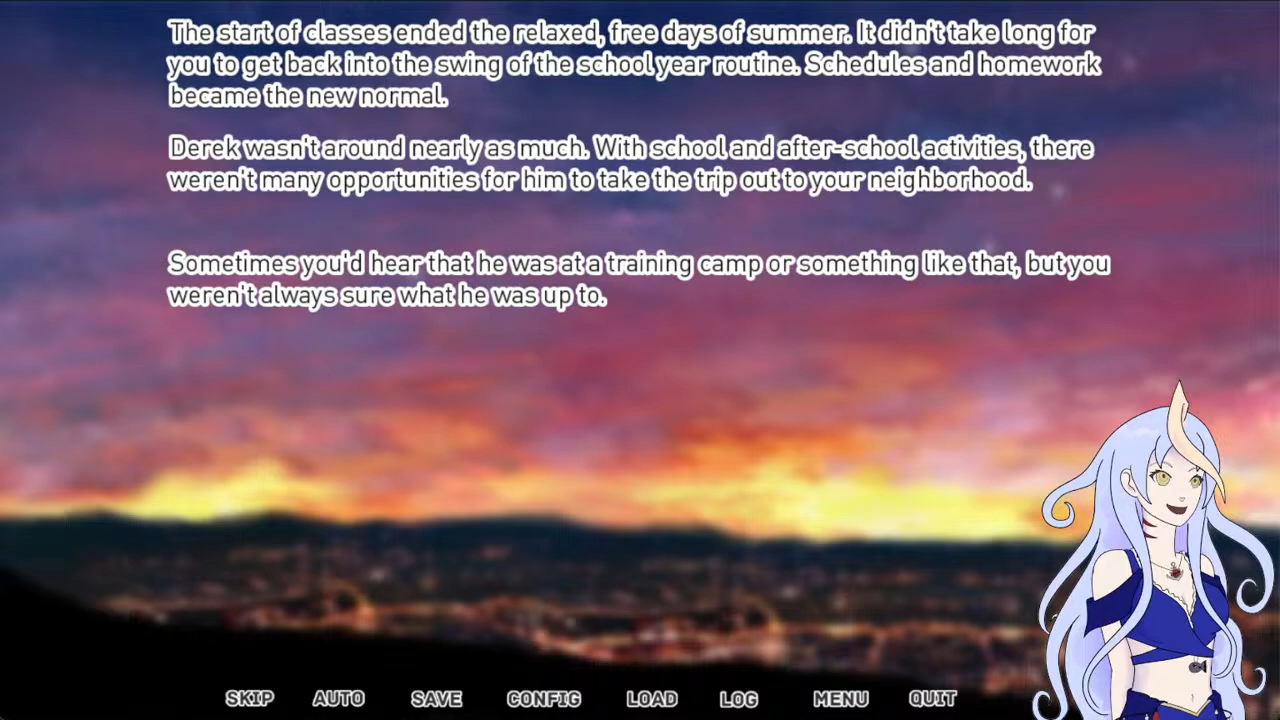 The start of classes ended the relaxed, free days of summer. It didn't take long for
you to get back into the swing of the school year routine. Schedules and homework
became the new normal.
Derek wasn't around nearly as much. With school and after-school activities, there
weren't many opportunities for him to take the trip out to your neighborhood.
Sometimes you'd hear that he was at a training camp or something like that, but you
weren't always sure what he was up to.
SKIP AUTO SAVE CONFIG LOAD LOG MENU QUIT